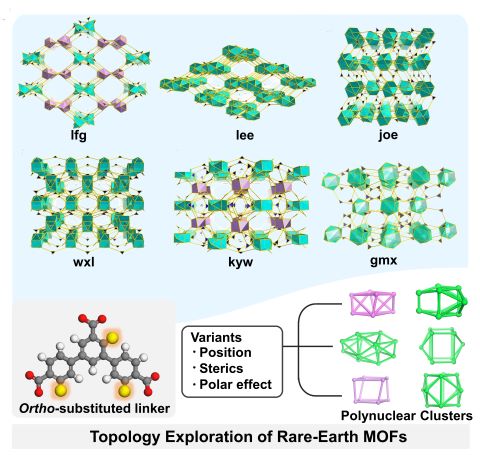 lfg
lee
joe
wxl
kyw
gmx
Ortho-substituted linker
Variants
· Position
· Sterics
· Polar effect
Polynuclear Clusters
Topology Exploration of Rare-Earth MOFs